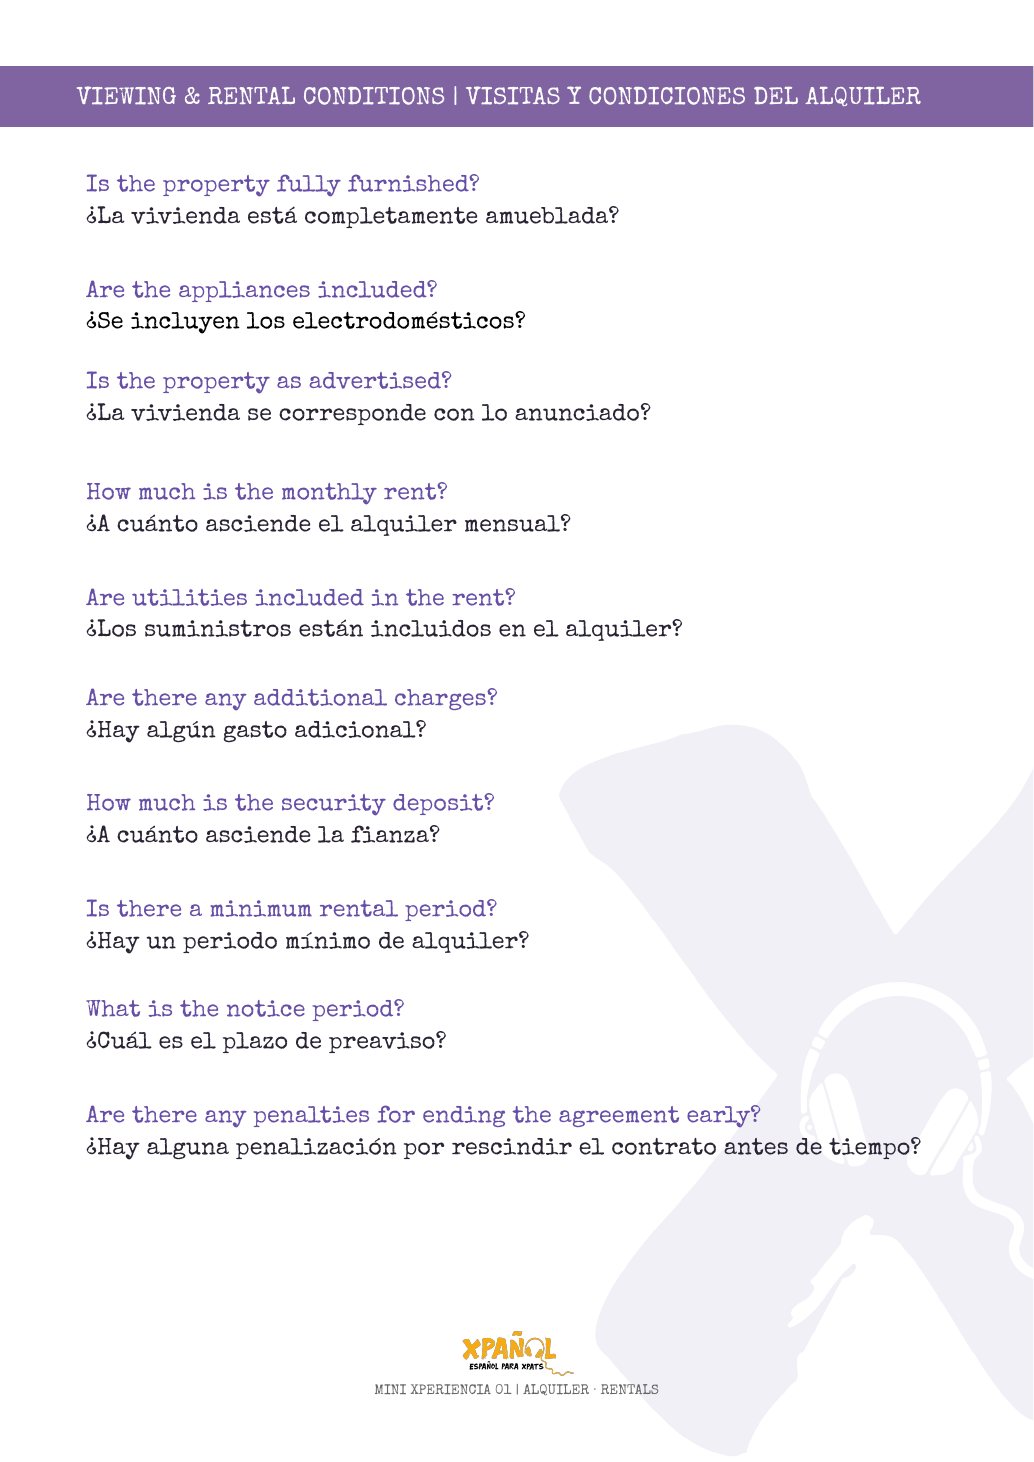 VIEWING & RENTAL CONDITIONS | VISITAS Y CONDICIONES DEL ALQUILER
Is the property fully furnished?
¿La vivienda está completamente amueblada?
Are the appliances included?
¿Se incluyen los electrodomésticos?
Is the property as advertised?
¿La vivienda se corresponde con lo anunciado?
How much is the monthly rent?
¿A cuánto asciende el alquiler mensual?
Are utilities included in the rent?
¿Los suministros están incluidos en el alquiler?
Are there any additional charges?
¿Hay algún gasto adicional?
How much is the security deposit?
¿A cuánto asciende la fianza?
Is there a minimum rental period?
¿Hay un periodo mínimo de alquiler?
What is the notice period?
¿Cuál es el plazo de preaviso?
Are there any penalties for ending the agreement early?
¿Hay alguna penalización por rescindir el contrato antes de tiempo?
XPAÑOL
ESPAÑOL PARA XPATS
MINI XPERIENCIA 01 | ALQUILER · RENTALS